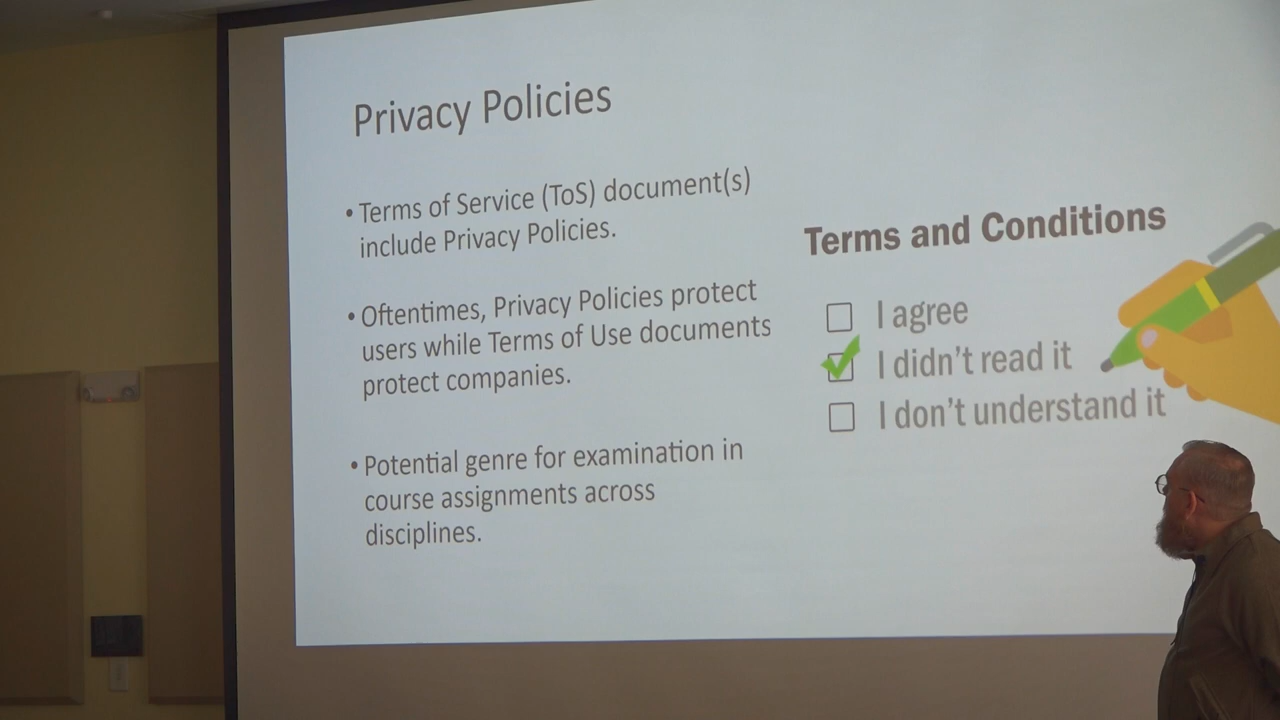 Privacy Policies
• Terms of Service (ToS) document(s)
include Privacy Policies.
• Oftentimes, Privacy Policies protect
users while Terms of Use documents
protect companies.
• Potential genre for examination in
course assignments across
disciplines.
Terms and Conditions
I agree
I didn't read it
I don't understand it